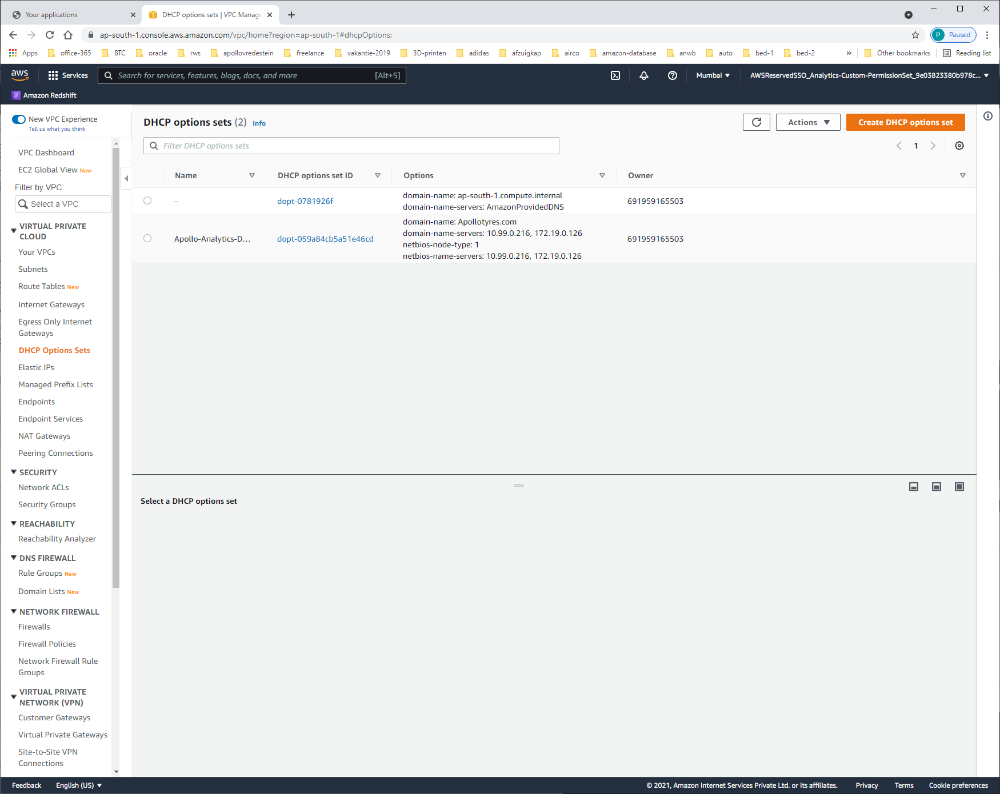 Your applications
DHCP options sets | VPC Manage
ap-south-1.console.aws.amazon.com/vpc/home?region=ap-south-1#dhcpOptions:
P Paused
Apps office-365 BTC oracle rws apollovredestein freelance vakantie-2019 3D-printen adidas afzuigkap airco amazon-database anwb auto bed-1 bed-2 » Other bookmarks Reading list
aws Services Search for services, features, blogs, docs, and more [Alt+S] Mumbai AWSReservedSSO_Analytics-Custom-PermissionSet_9e03823380b978c...
Amazon Redshift
New VPC Experience
Tell us what you think
VPC Dashboard
EC2 Global View New
Filter by VPC:
Select a VPC
VIRTUAL PRIVATE
CLOUD
Your VPCs
Subnets
Route Tables New
Internet Gateways
Egress Only Internet
Gateways
DHCP Options Sets
Elastic IPs
Managed Prefix Lists
Endpoints
Endpoint Services
NAT Gateways
Peering Connections
SECURITY
Network ACLs
Security Groups
REACHABILITY
Reachability Analyzer
DNS FIREWALL
Rule Groups New
Domain Lists New
NETWORK FIREWALL
Firewalls
Firewall Policies
Network Firewall Rule
Groups
VIRTUAL PRIVATE
NETWORK (VPN)
Customer Gateways
Virtual Private Gateways
Site-to-Site VPN
Connections
DHCP options sets (2) Info
Actions
Create DHCP options set
Filter DHCP options sets
1
Name DHCP options set ID Options Owner
– dopt-0781926f
domain-name: ap-south-1.compute.internal
domain-name-servers: AmazonProvidedDNS
691959165503
Apollo-Analytics-D... dopt-059a84cb5a51e46cd
domain-name: Apollotyres.com
domain-name-servers: 10.99.0.216, 172.19.0.126
netbios-node-type: 1
netbios-name-servers: 10.99.0.216, 172.19.0.126
691959165503
Select a DHCP options set
Feedback English (US) © 2021, Amazon Internet Services Private Ltd. or its affiliates. Privacy Terms Cookie preferences